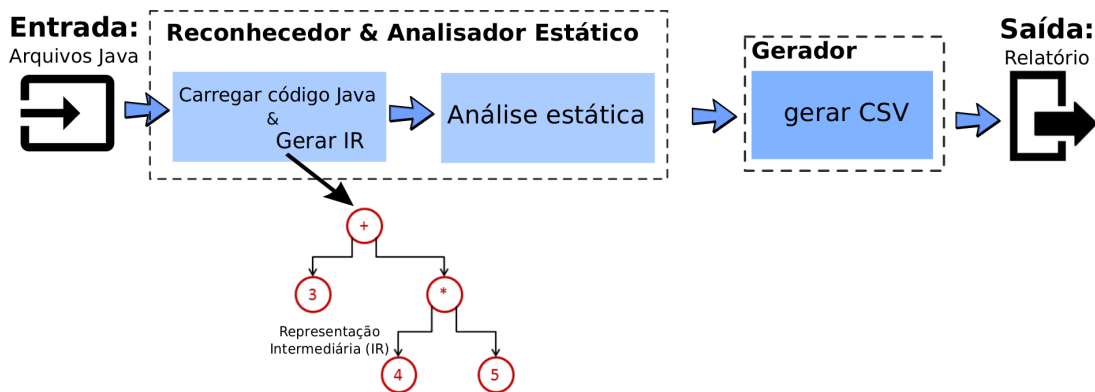 Entrada:
Arquivos Java
Reconhecedor & Analisador Estático
Carregar código Java
&
Gerar IR
Análise estática
Gerador
gerar CSV
Saída:
Relatório
+
3
*
Representação
Intermediária (IR)
4
5